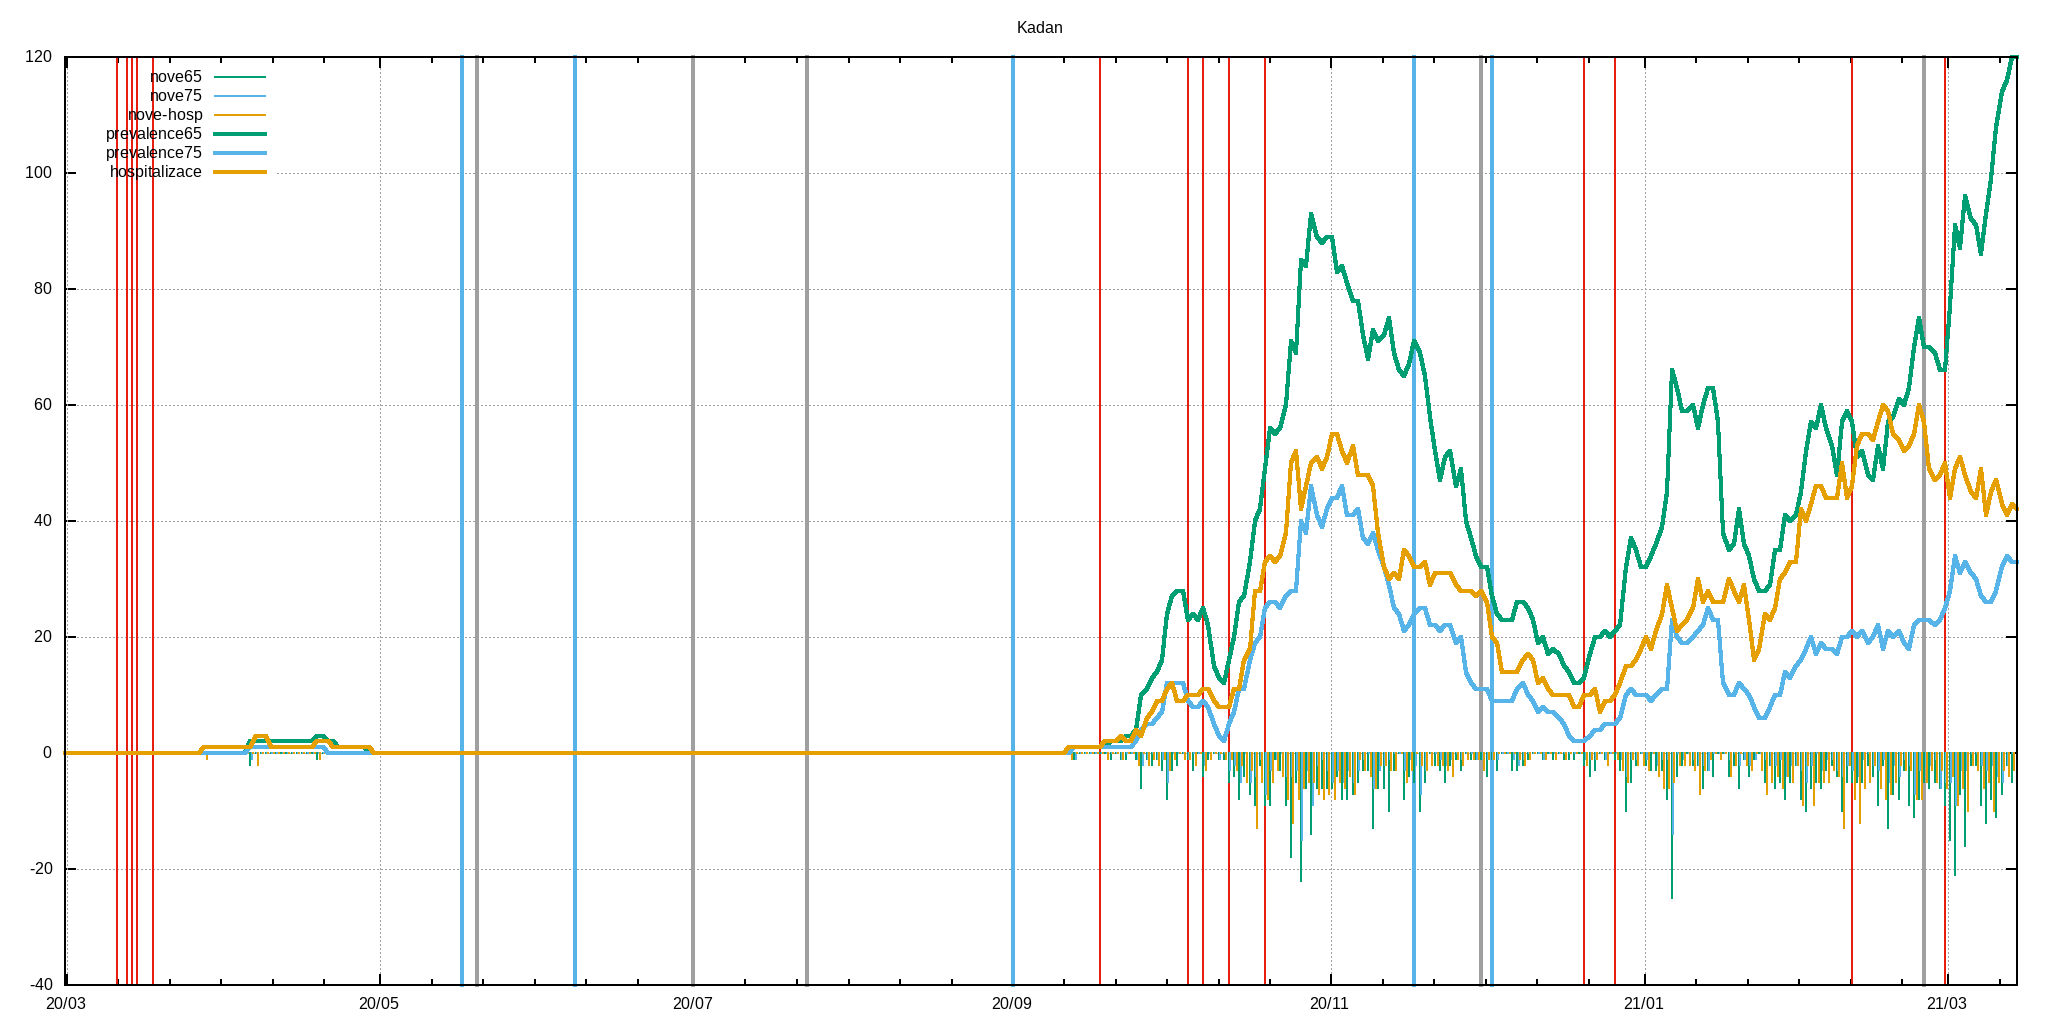 Kadan
120
100
80
60
40
20
0
-20
-40
nove65
nove75
nove-hosp
prevalence65
prevalence75
hospitalizace
20/03 20/05 20/07 20/09 20/11 21/01 21/03